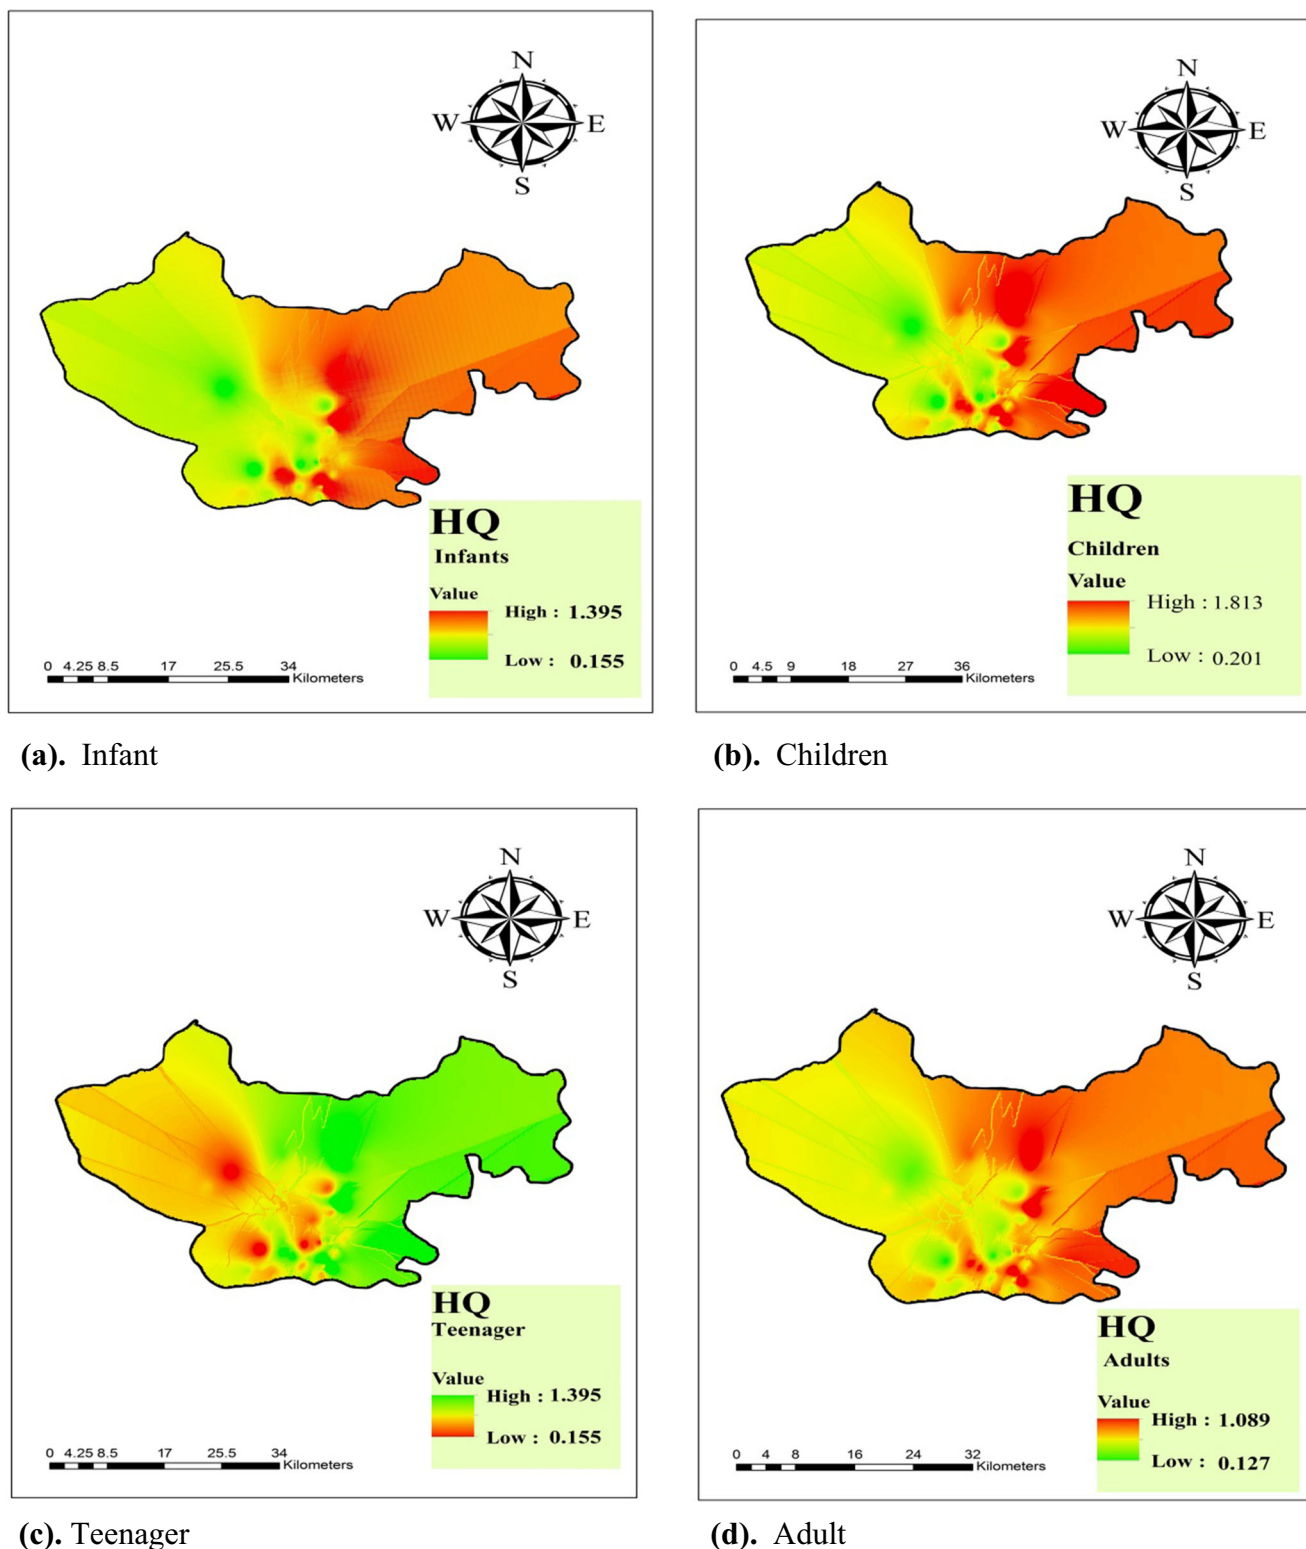 N
W E
S
HQ
Infants
Value
High : 1.395
Low : 0.155
0 4.25 8.5 17 25.5 34
Kilometers
(a). Infant
N
W E
S
HQ
Children
Value
High : 1.813
Low : 0.201
0 4.5 9 18 27 36
Kilometers
(b). Children
N
W E
S
HQ
Teenager
Value
High : 1.395
Low : 0.155
0 4.25 8.5 17 25.5 34
Kilometers
(c). Teenager
N
W E
S
HQ
Adults
Value
High : 1.089
Low : 0.127
0 4 8 16 24 32
Kilometers
(d). Adult